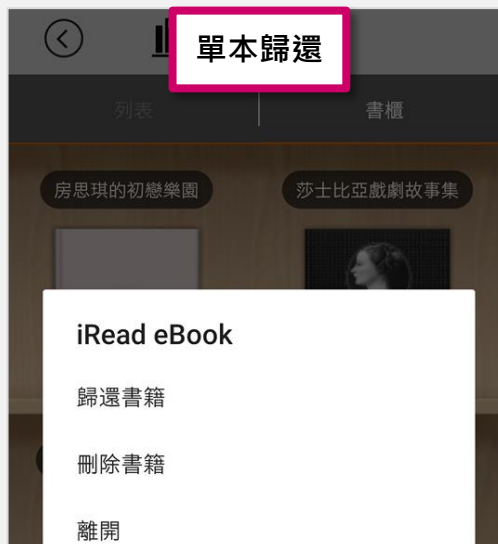 單本歸還
列表
書櫃
房思琪的初戀樂園
莎士比亞戲劇故事集
iRead eBook
歸還書籍
刪除書籍
離開